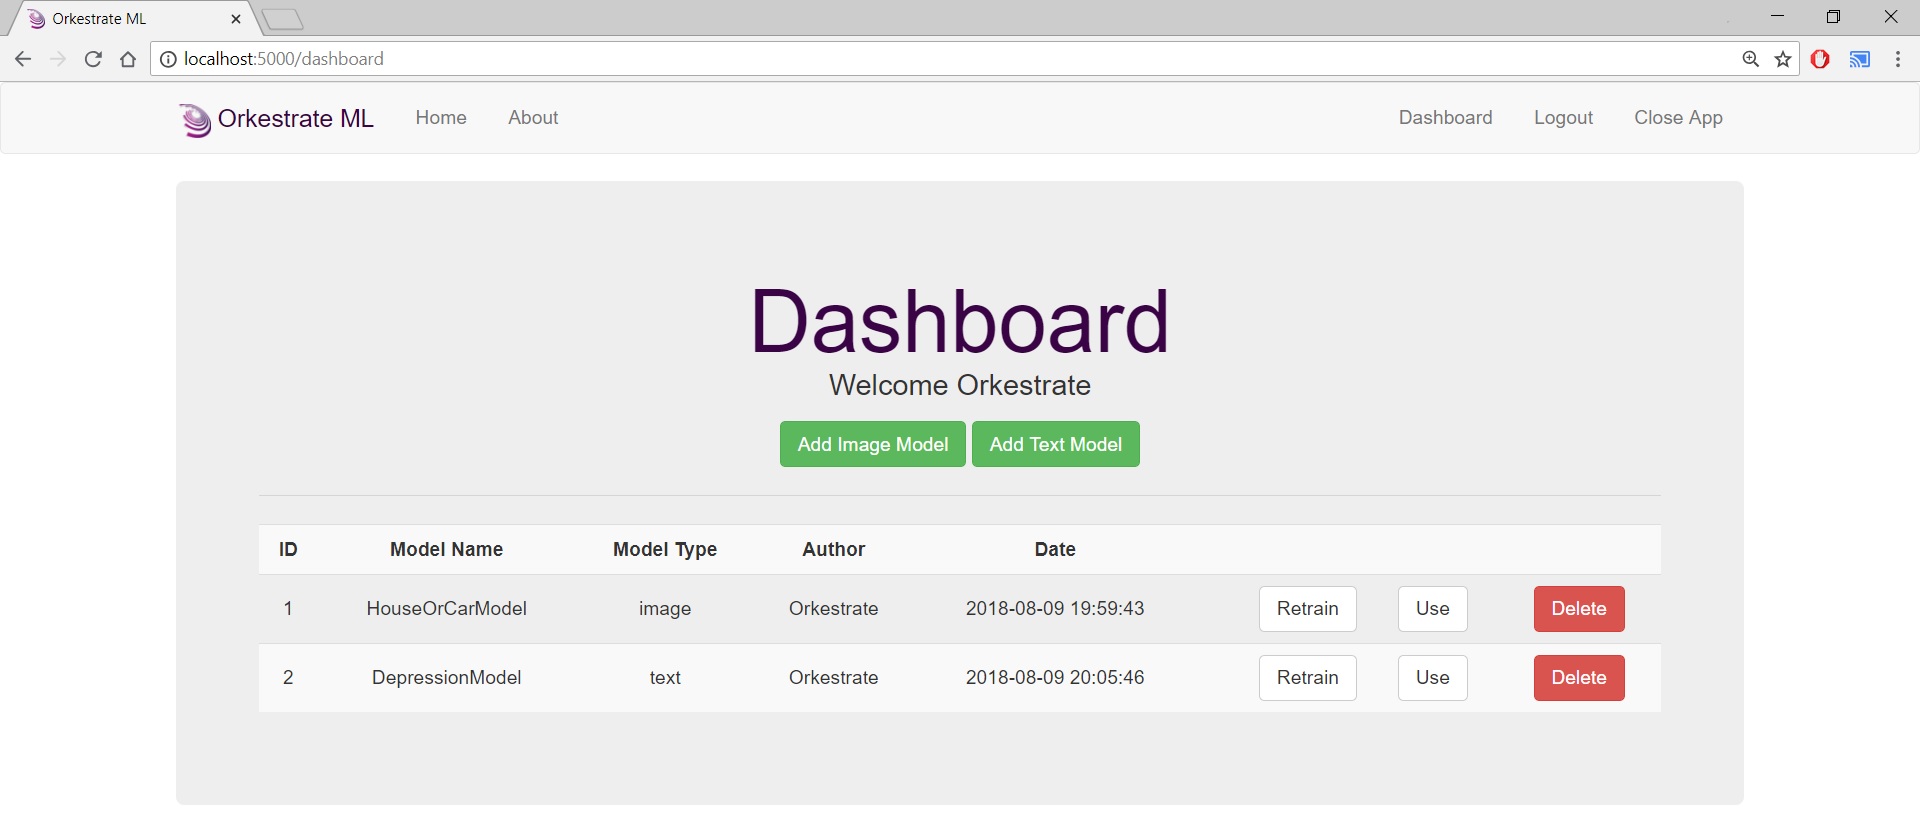 Orkestrate ML
localhost:5000/dashboard
Orkestrate ML Home About Dashboard Logout Close App
Dashboard
Welcome Orkestrate
Add Image Model Add Text Model
ID Model Name Model Type Author Date
1 HouseOrCarModel image Orkestrate 2018-08-09 19:59:43 Retrain Use Delete
2 DepressionModel text Orkestrate 2018-08-09 20:05:46 Retrain Use Delete